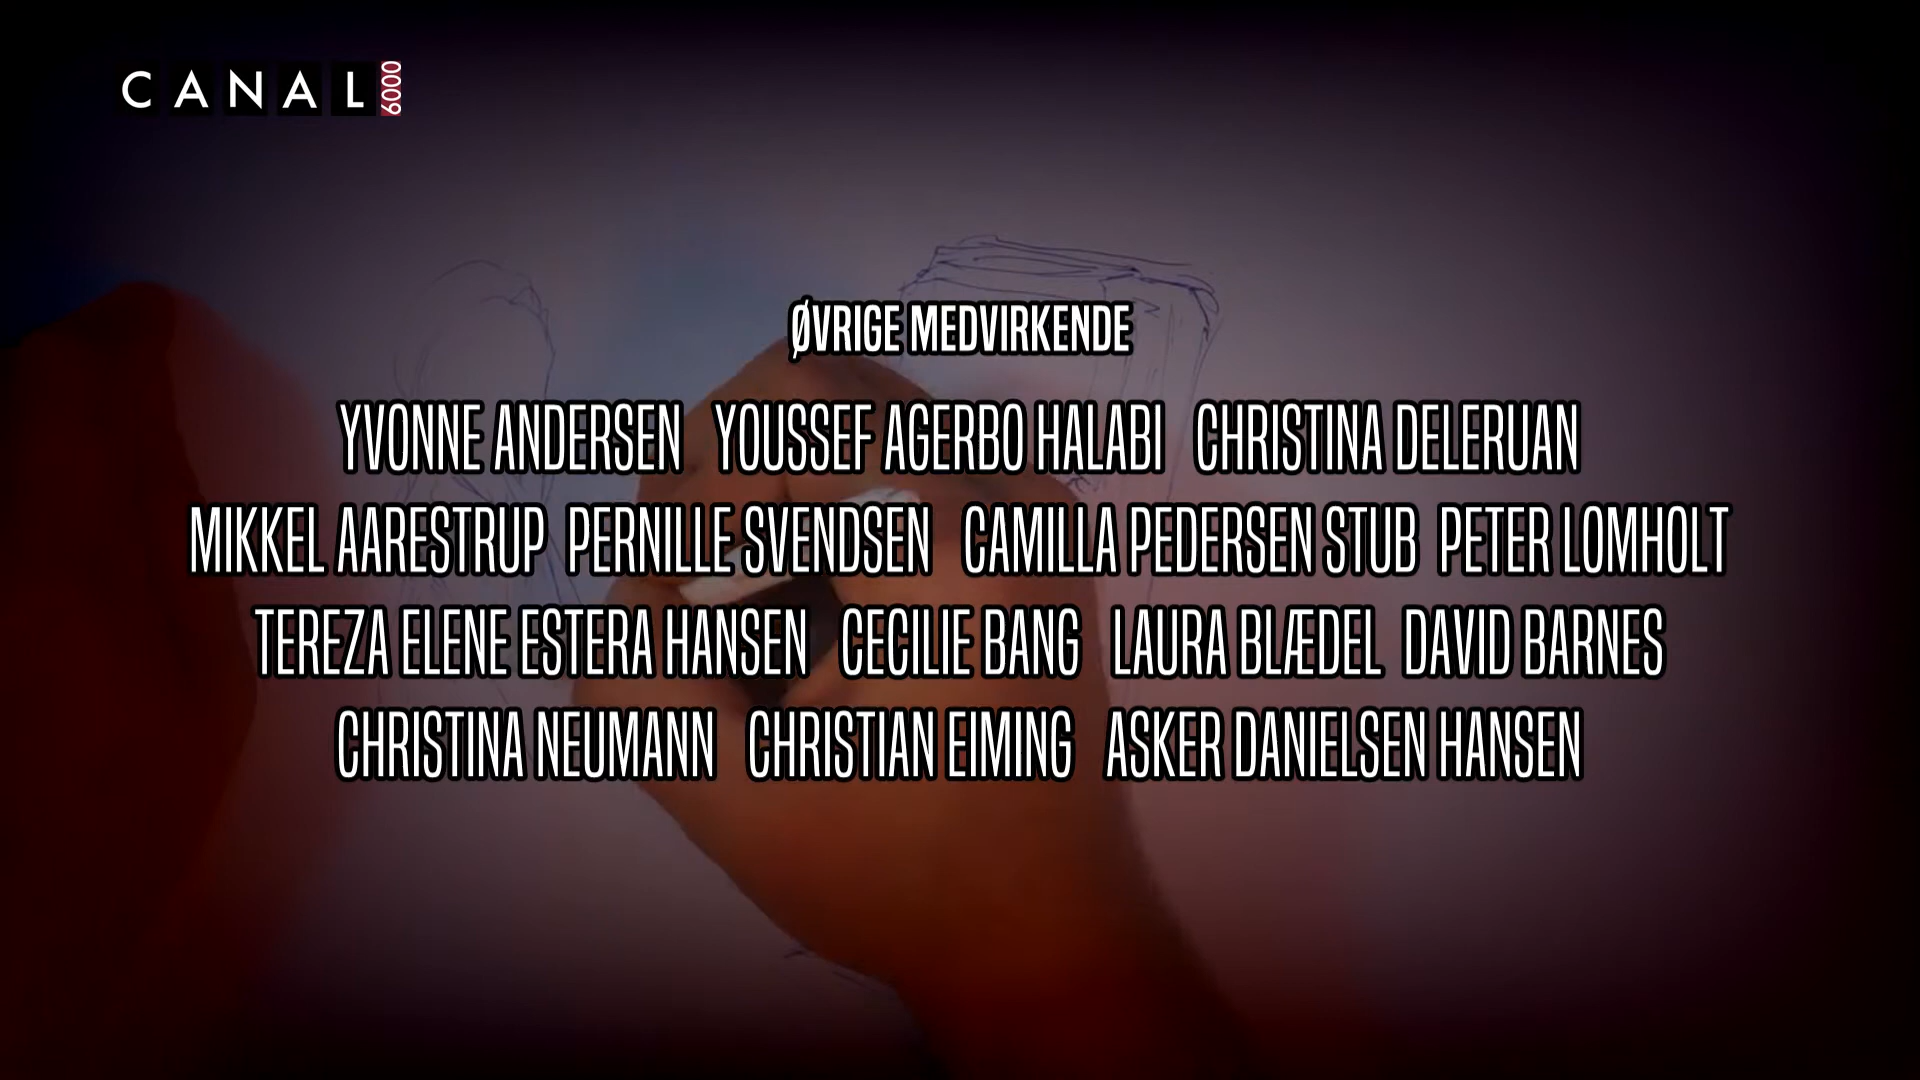 CANAL 6000
ØVRIGE MEDVIRKENDE
YVONNE ANDERSEN YOUSSEF AGERBO HALABI CHRISTINA DELERUAN
MIKKEL AARESTRUP PERNILLE SVENDSEN CAMILLA PEDERSEN STUB PETER LOMHOLT
TEREZA ELENE ESTERA HANSEN CECILIE BANG LAURA BLÆDEL DAVID BARNES
CHRISTINA NEUMANN CHRISTIAN EIMING ASKER DANIELSEN HANSEN